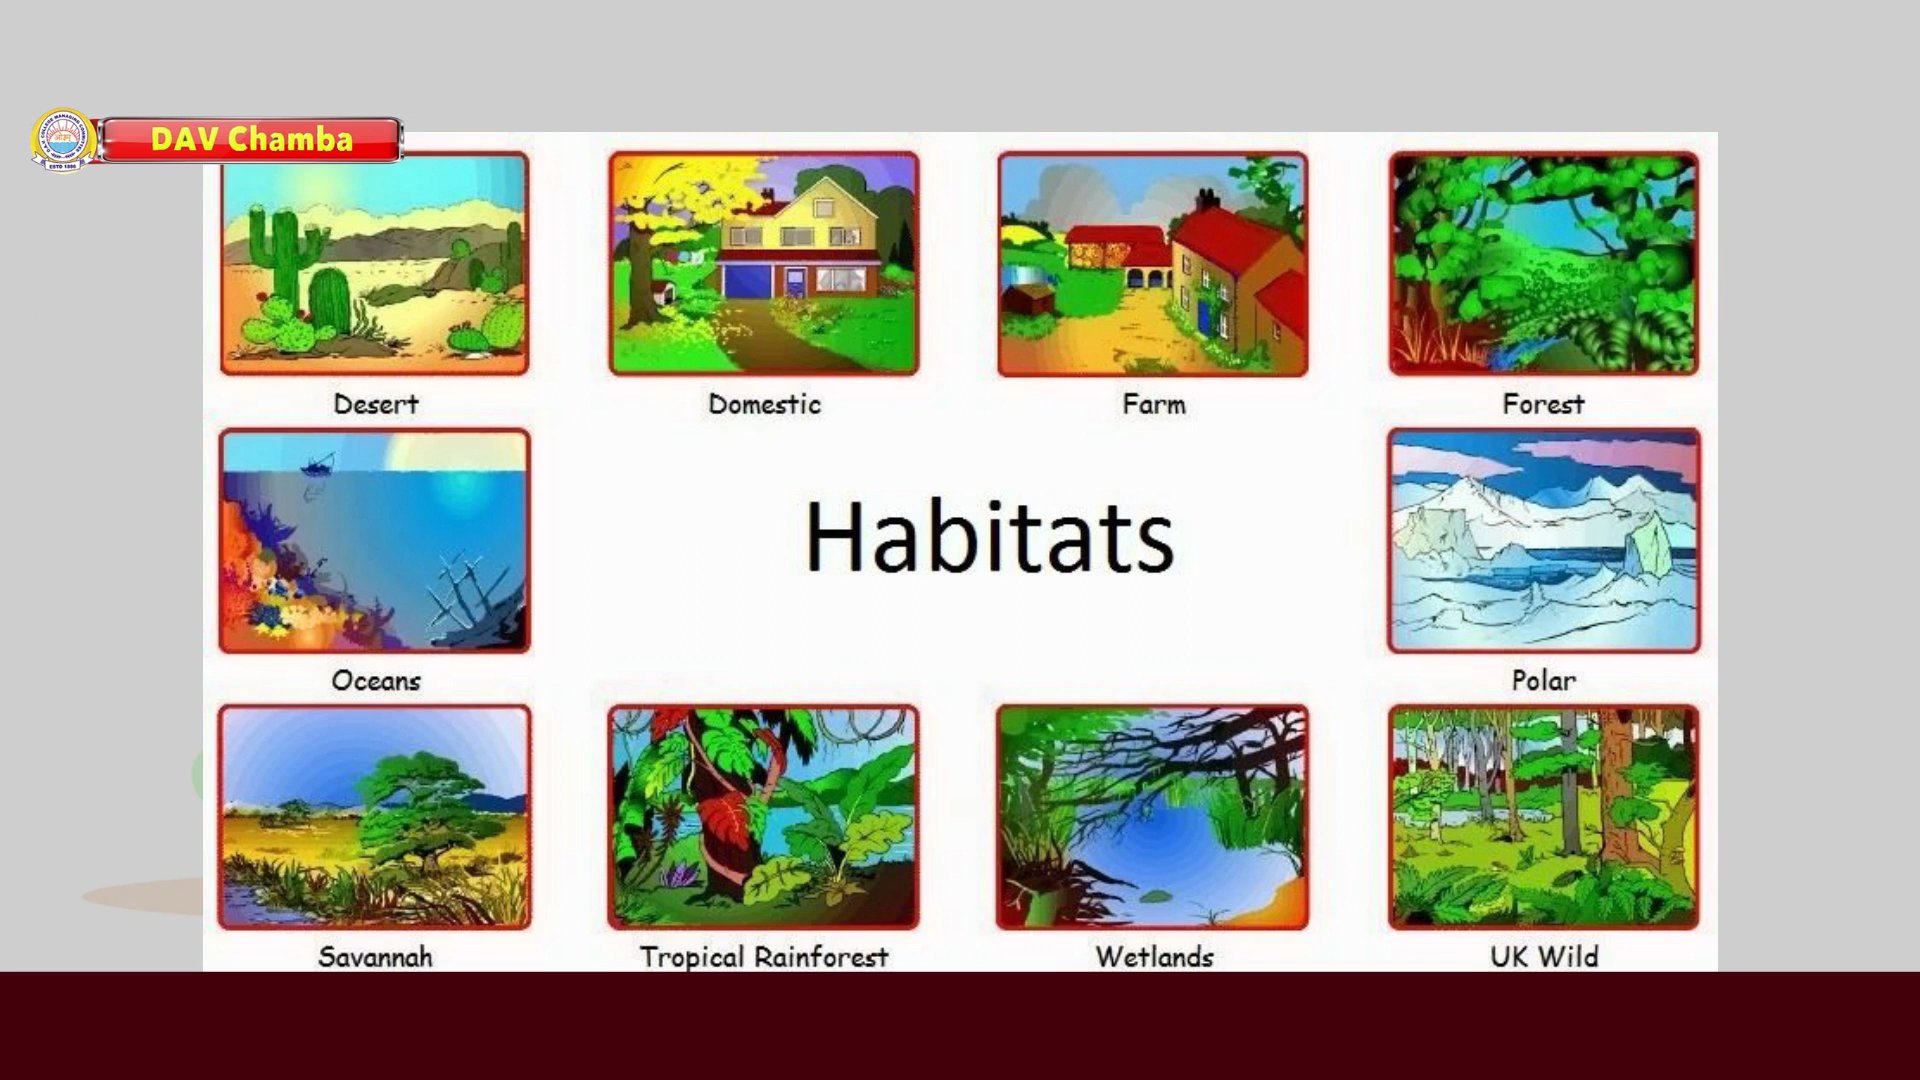 DAV Chamba
Desert
Domestic
Farm
Forest
Habitats
Oceans
Polar
Savannah
Tropical Rainforest
Wetlands
UK Wild